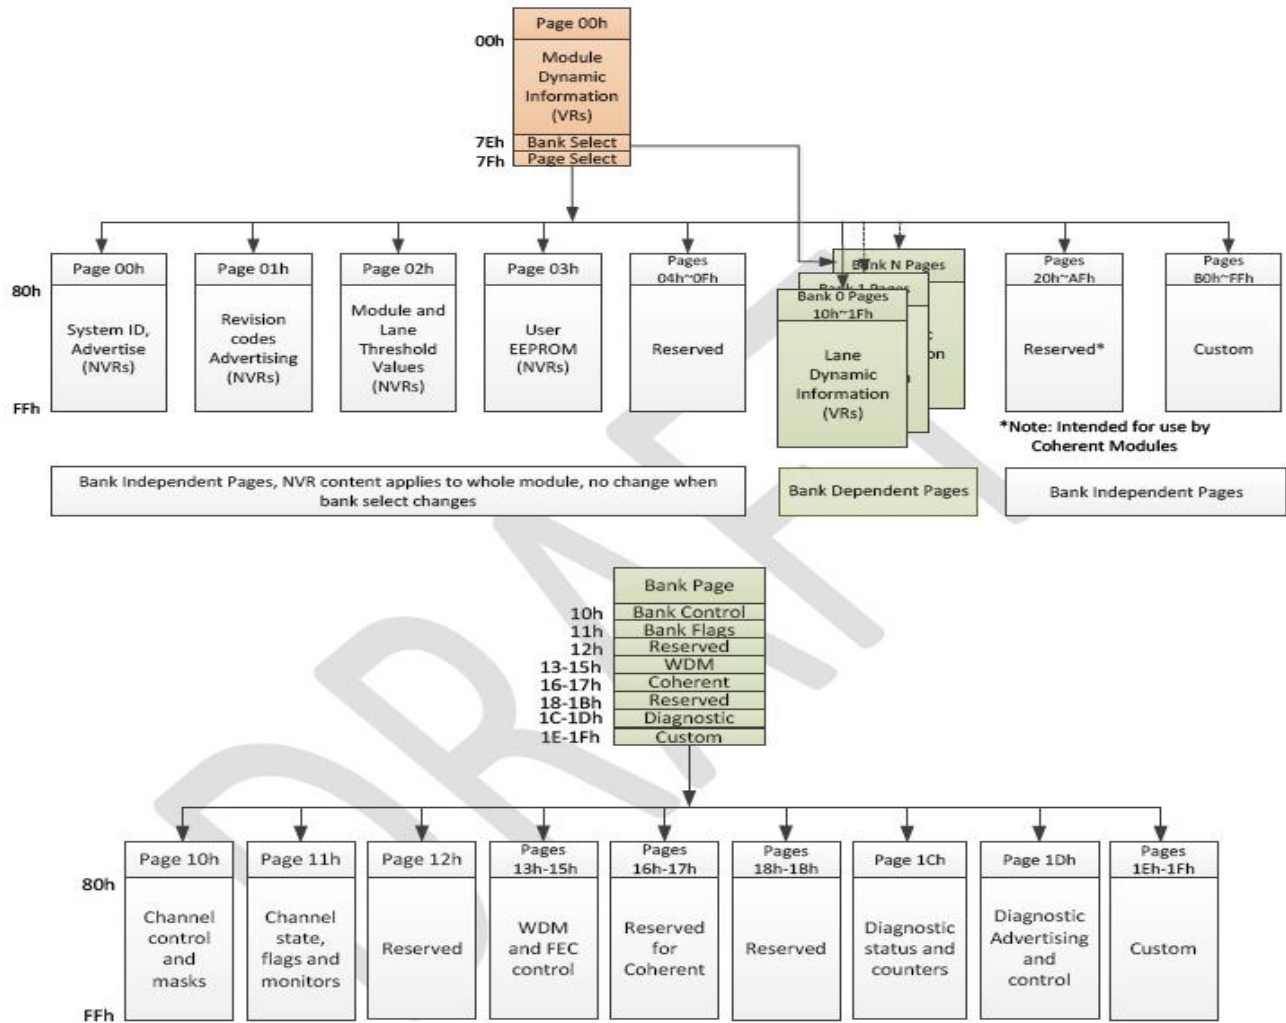 Page 00h
00h
Module
Dynamic
Information
(VRs)
7Eh
Bank Select
7Fh
Page Select
Page 00h
Page 01h
Page 02h
Page 03h
Pages
04h~0Fh
Bank N Pages
Bank 1 Pages
Bank 0 Pages
10h~1Fh
Pages
20h~AFh
Pages
B0h~FFh
80h
System ID,
Advertise
(NVRs)
Revision
codes
Advertising
(NVRs)
Module and
Lane
Threshold
Values
(NVRs)
User
EEPROM
(NVRs)
Reserved
Lane
Dynamic
Information
(VRs)
Reserved*
Custom
FFh
*Note: Intended for use by
Coherent Modules
Bank Independent Pages, NVR content applies to whole module, no change when
bank select changes
Bank Dependent Pages
Bank Independent Pages
Bank Page
10h
Bank Control
11h
Bank Flags
12h
Reserved
13-15h
WDM
16-17h
Coherent
18-1Bh
Reserved
1C-1Dh
Diagnostic
1E-1Fh
Custom
Page 10h
Page 11h
Page 12h
Pages
13h-15h
Pages
16h-17h
Pages
18h-1Bh
Page 1Ch
Page 1Dh
Pages
1Eh-1Fh
80h
Channel
control
and
masks
Channel
state,
flags and
monitors
Reserved
WDM
and FEC
control
Reserved
for
Coherent
Reserved
Diagnostic
status and
counters
Diagnostic
Advertising
and
control
Custom
FFh
DRAFT